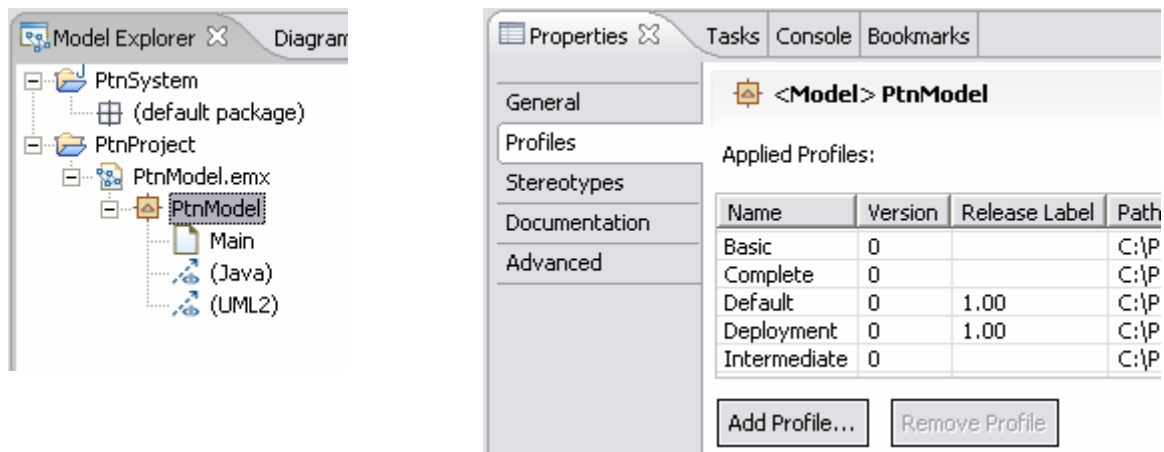 Model Explorer Diagram
PtnSystem
(default package)
PtnProject
PtnModel.emx
PtnModel
Main
(Java)
(UML2)
Properties Tasks Console Bookmarks
General
Profiles
Stereotypes
Documentation
Advanced
<Model> PtnModel
Applied Profiles:
Name Version Release Label Path
Basic 0 C:\P
Complete 0 C:\P
Default 0 1.00 C:\P
Deployment 0 1.00 C:\P
Intermediate 0 C:\P
Add Profile... Remove Profile